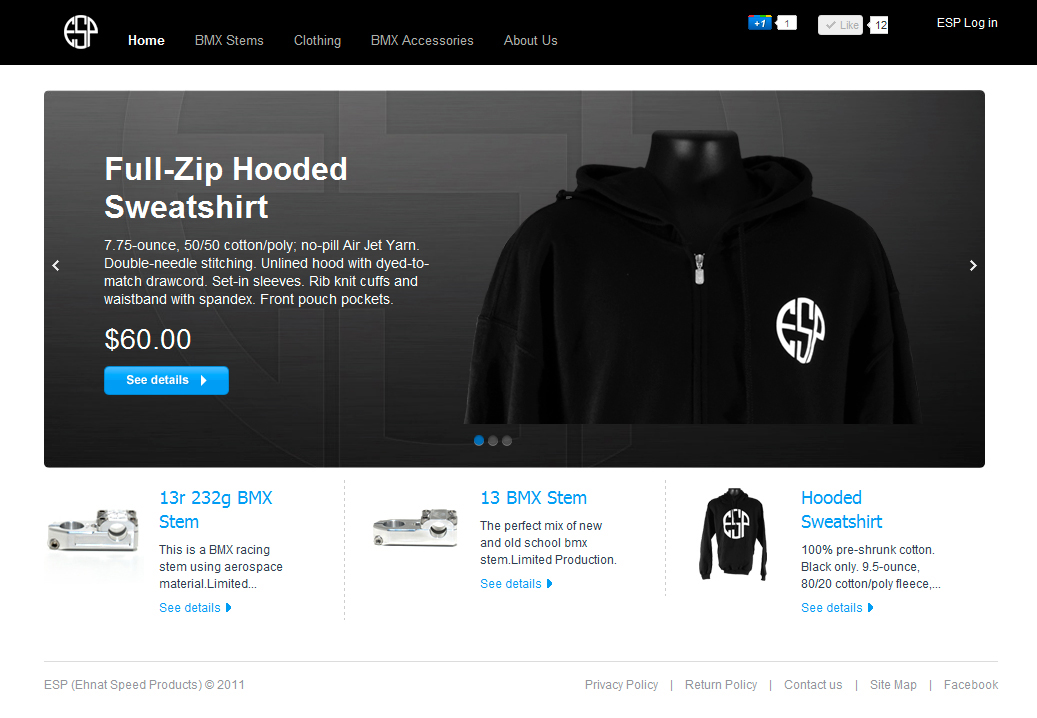 ESP
Home
BMX Stems
Clothing
BMX Accessories
About Us
+1
1
Like
12
ESP Log in
Full-Zip Hooded
Sweatshirt
7.75-ounce, 50/50 cotton/poly; no-pill Air Jet Yarn.
Double-needle stitching. Unlined hood with dyed-to-
match drawcord. Set-in sleeves. Rib knit cuffs and
waistband with spandex. Front pouch pockets.
$60.00
See details
ESP
13r 232g BMX
Stem
This is a BMX racing
stem using aerospace
material.Limited...
See details
13 BMX Stem
The perfect mix of new
and old school bmx
stem.Limited Production.
See details
ESP
Hooded
Sweatshirt
100% pre-shrunk cotton.
Black only. 9.5-ounce,
80/20 cotton/poly fleece,...
See details
ESP (Ehnat Speed Products) © 2011
Privacy Policy | Return Policy | Contact us | Site Map | Facebook